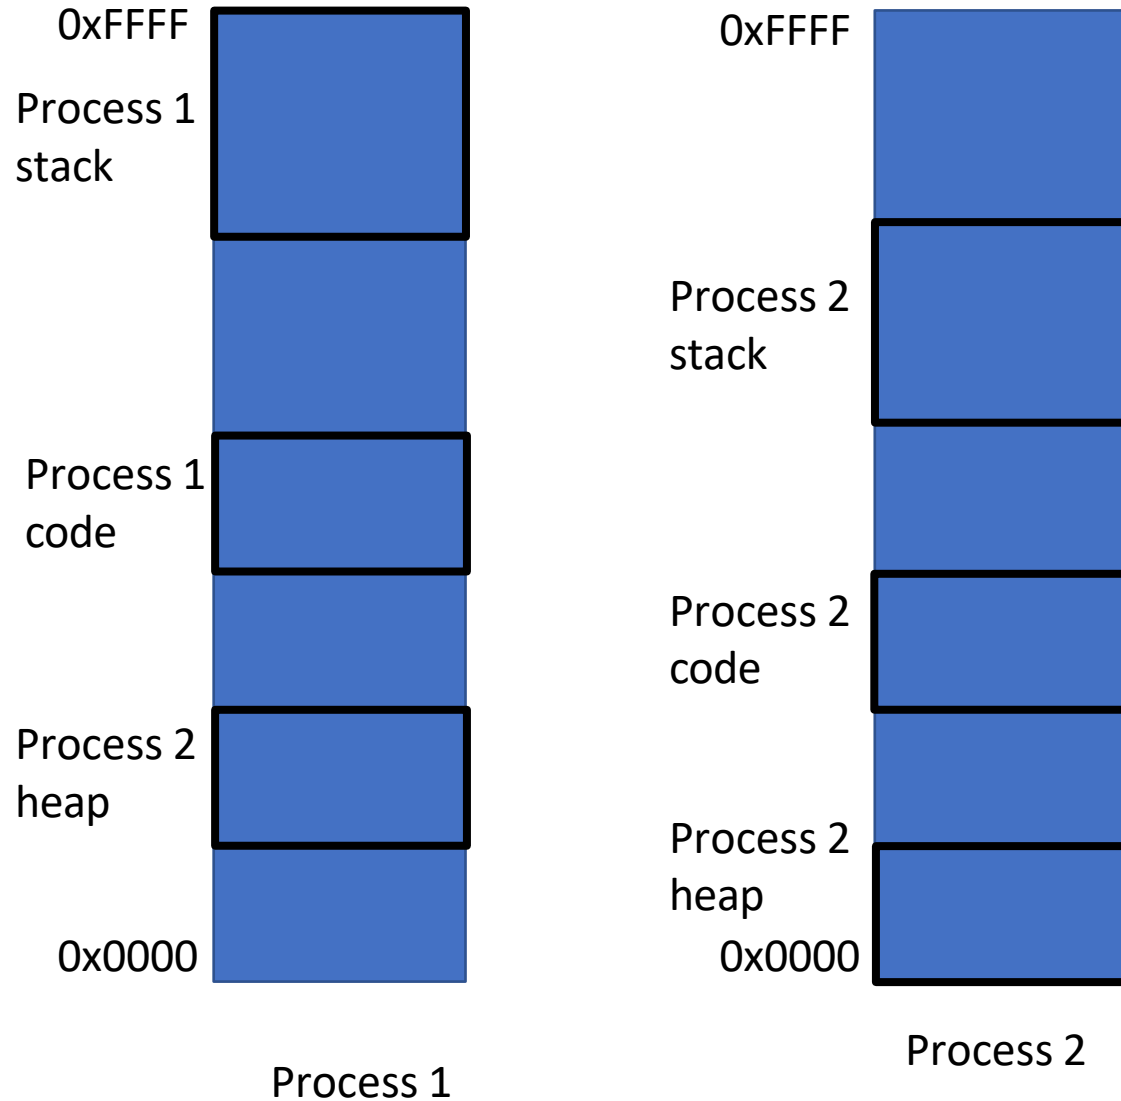 0xFFFF
Process 1
stack
Process 1
code
Process 2
heap
0x0000
Process 1
0xFFFF
Process 2
stack
Process 2
code
Process 2
heap
0x0000
Process 2